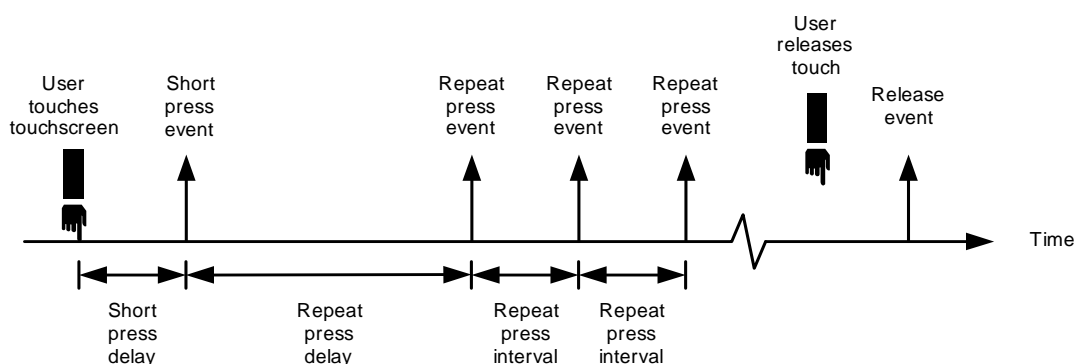 User
touches
touchscreen
Short
press
event
Repeat
press
event
Repeat
press
event
Repeat
press
event
User
releases
touch
Release
event
Time
Short
press
delay
Repeat
press
delay
Repeat
press
interval
Repeat
press
interval